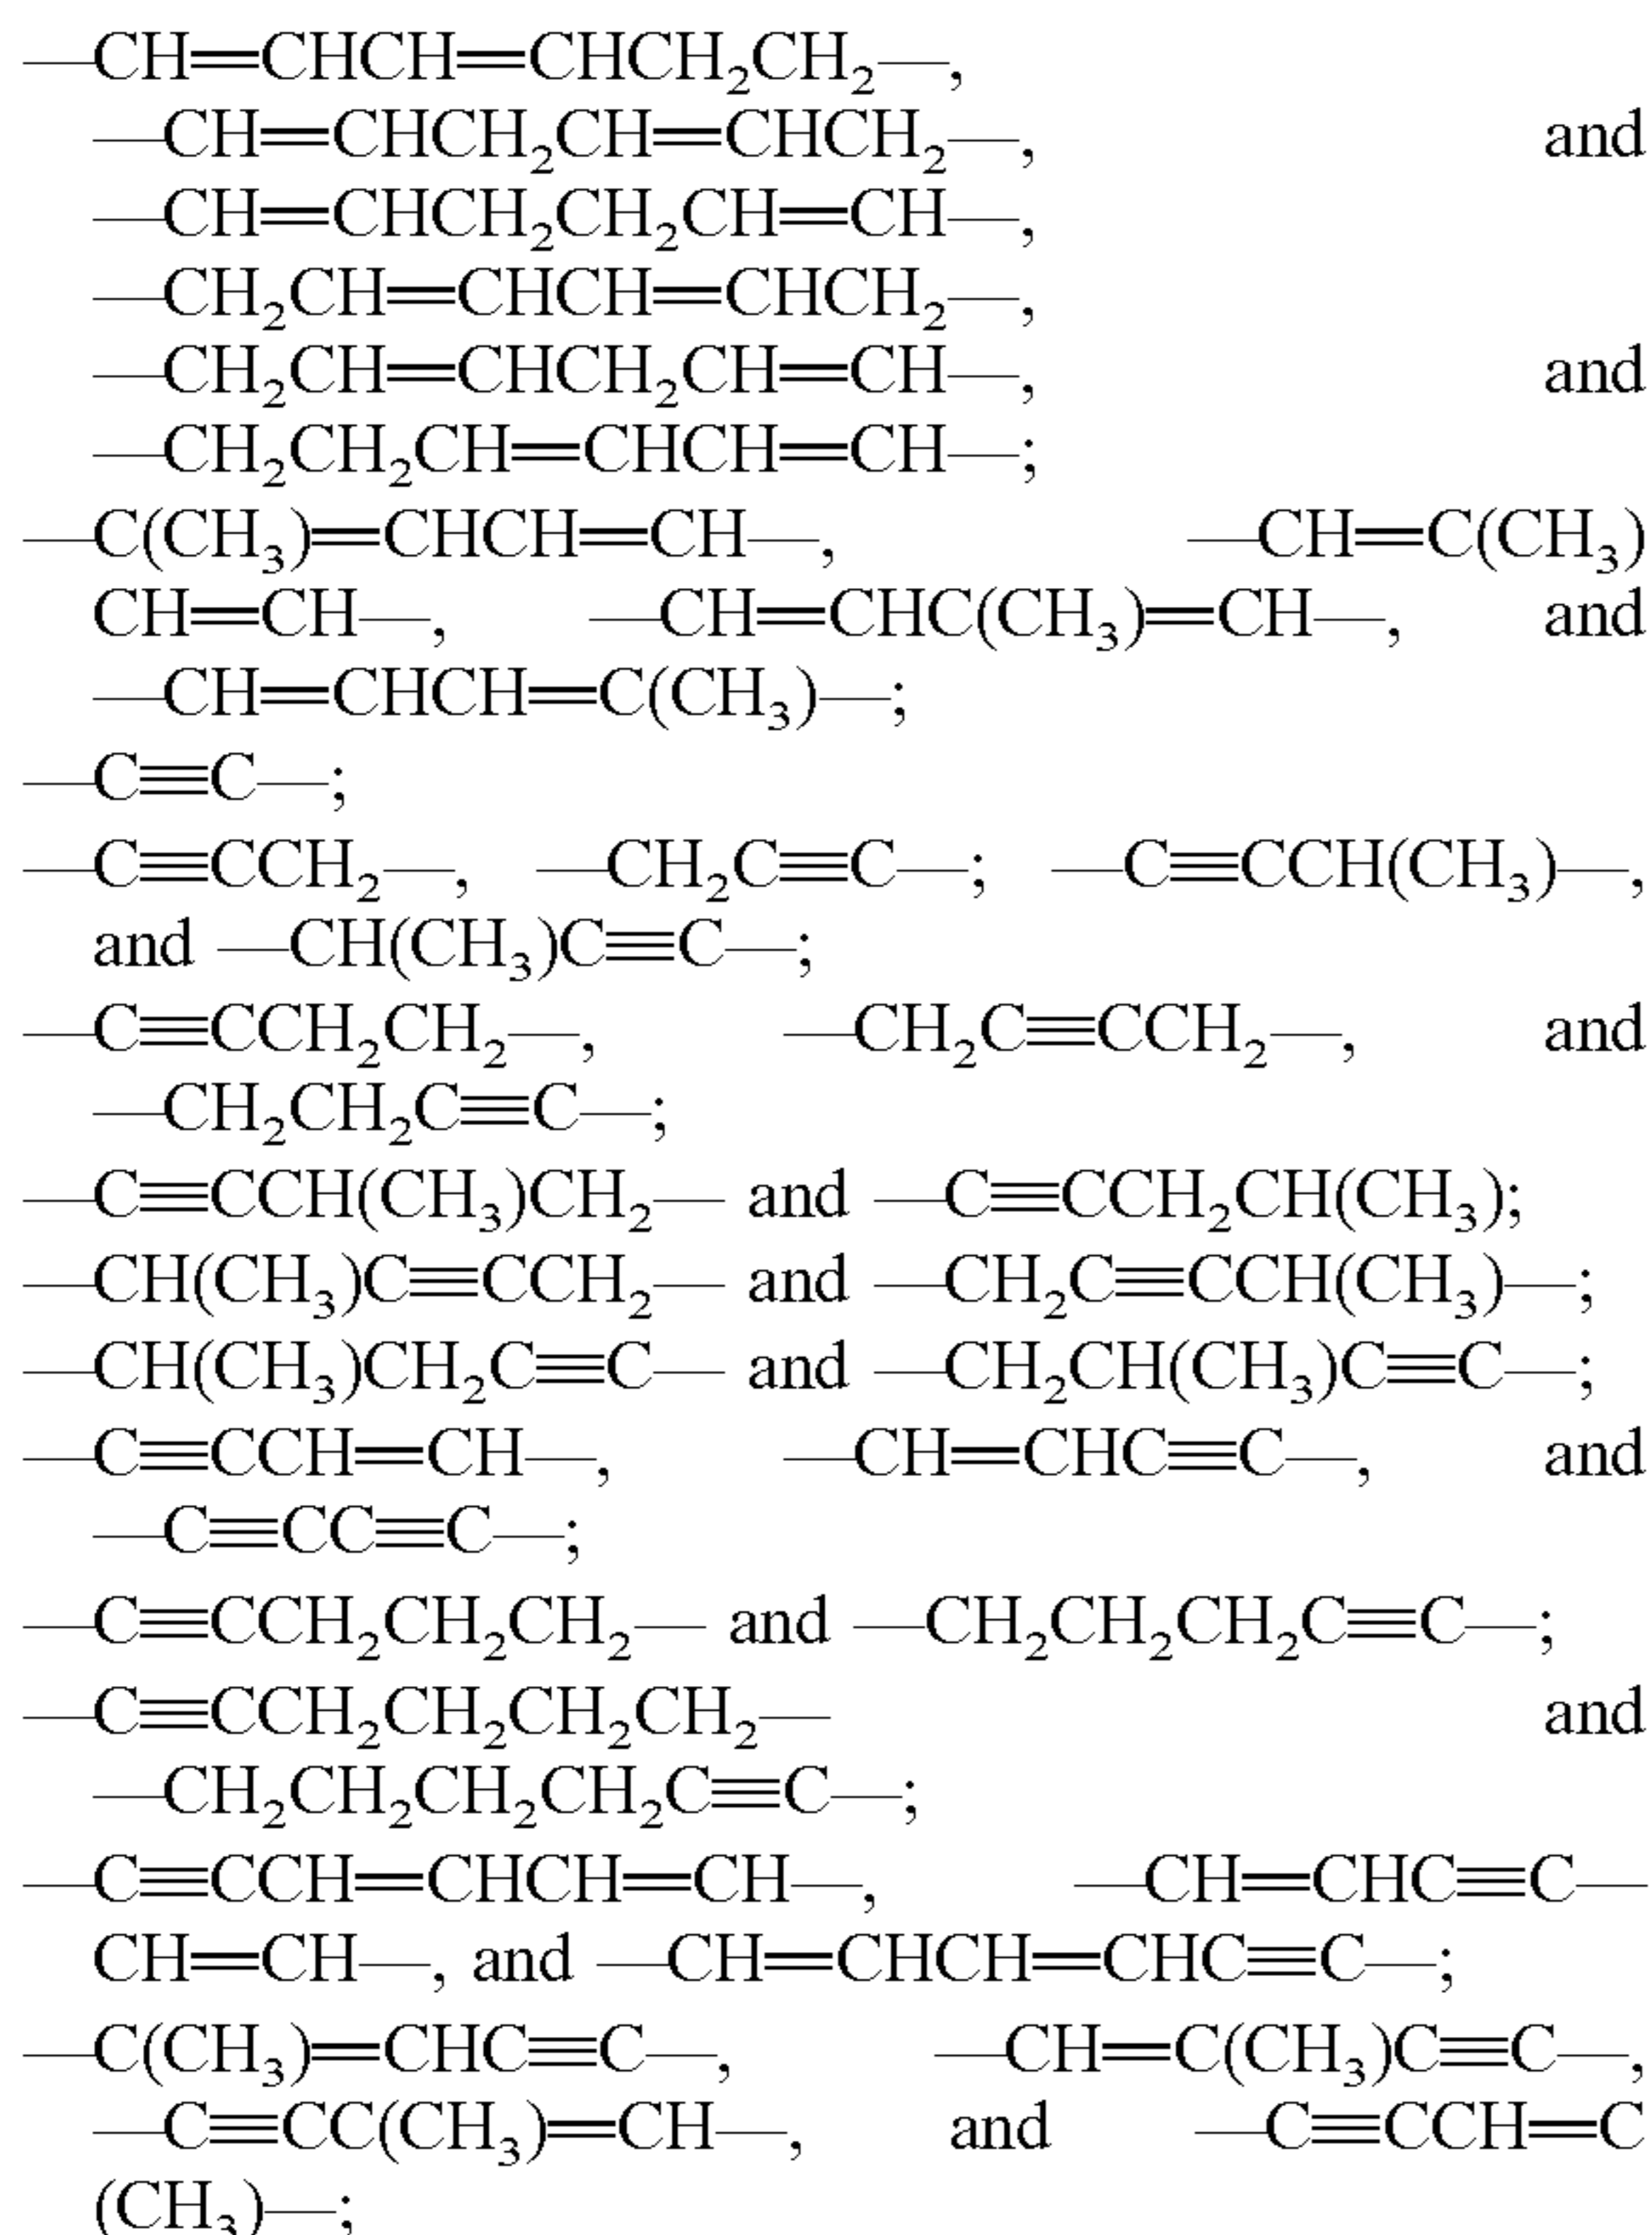 —CH=CHCH=CHCH₂CH₂—,
—CH=CHCH₂CH=CHCH₂—, and
—CH=CHCH₂CH₂CH=CH—,
—CH₂CH=CHCH=CHCH₂—,
—CH₂CH=CHCH₂CH=CH—, and
—CH₂CH₂CH=CHCH=CH—;
—C(CH₃)=CHCH=CH—, —CH=C(CH₃)
CH=CH—, —CH=CHC(CH₃)=CH—, and
—CH=CHCH=C(CH₃)—;
—C≡C—;
—C≡CCH₂—, —CH₂C≡C—; —C≡CCH(CH₃)—,
and —CH(CH₃)C≡C—;
—C≡CCH₂CH₂—, —CH₂C≡CCH₂—, and
—CH₂CH₂C≡C—;
—C≡CCH(CH₃)CH₂— and —C≡CCH₂CH(CH₃);
—CH(CH₃)C≡CCH₂— and —CH₂C≡CCH(CH₃)—;
—CH(CH₃)CH₂C≡C— and —CH₂CH(CH₃)C≡C—;
—C≡CCH=CH—, —CH=CHC≡C—, and
—C≡CC≡C—;
—C≡CCH₂CH₂CH₂— and —CH₂CH₂CH₂C≡C—;
—C≡CCH₂CH₂CH₂CH₂— and
—CH₂CH₂CH₂CH₂C≡C—;
—C≡CCH=CHCH=CH—, —CH=CHC≡C—
CH=CH—, and —CH=CHCH=CHC≡C—;
—C(CH₃)=CHC≡C—, —CH=C(CH₃)C≡C—,
—C≡CC(CH₃)=CH—, and —C≡CCH=C
(CH₃)—;